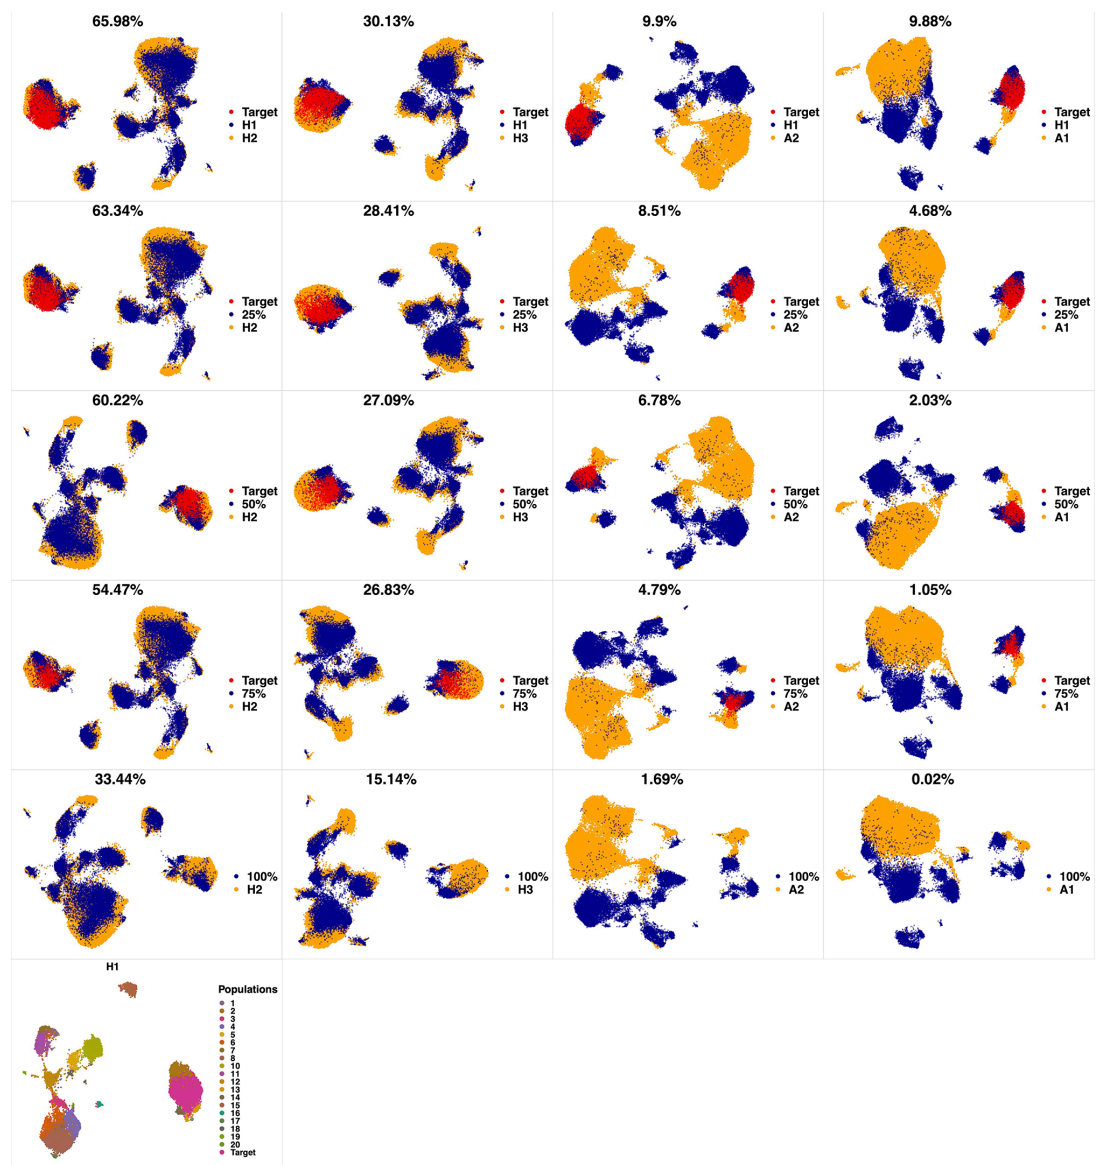 65.98%
Target
H1
H2
30.13%
Target
H1
H3
9.9%
Target
H1
A2
9.88%
Target
H1
A1
63.34%
Target
25%
H2
28.41%
Target
25%
H3
8.51%
Target
25%
A2
4.68%
Target
25%
A1
60.22%
Target
50%
H2
27.09%
Target
50%
H3
6.78%
Target
50%
A2
2.03%
Target
50%
A1
54.47%
Target
75%
H2
26.83%
Target
75%
H3
4.79%
Target
75%
A2
1.05%
Target
75%
A1
33.44%
100%
H2
15.14%
100%
H3
1.69%
100%
A2
0.02%
100%
A1
H1
Populations
1
2
3
4
5
6
7
8
10
11
12
13
14
15
16
17
18
19
20
Target